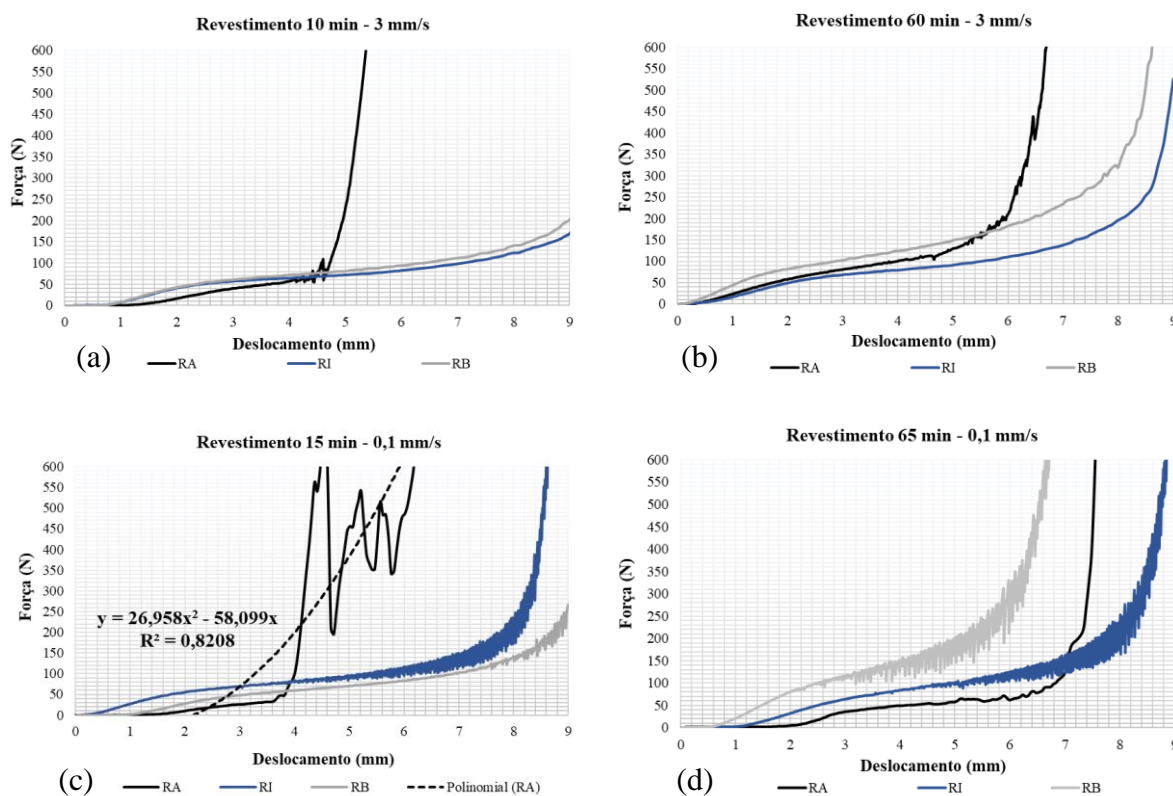 Revestimento 10 min - 3 mm/s
Força (N)
600
550
500
450
400
350
300
250
200
150
100
50
0
0 1 2 3 4 5 6 7 8 9
Deslocamento (mm)
(a)
RA RI RB
Revestimento 60 min - 3 mm/s
Força (N)
600
550
500
450
400
350
300
250
200
150
100
50
0
0 1 2 3 4 5 6 7 8 9
Deslocamento (mm)
(b)
RA RI RB
Revestimento 15 min - 0,1 mm/s
Força (N)
600
550
500
450
400
350
300
250
200
150
100
50
0
y = 26,958x² - 58,099x
R² = 0,8208
0 1 2 3 4 5 6 7 8 9
Deslocamento (mm)
(c)
RA RI RB Polinomial (RA)
Revestimento 65 min - 0,1 mm/s
Força (N)
600
550
500
450
400
350
300
250
200
150
100
50
0
0 1 2 3 4 5 6 7 8 9
Deslocamento (mm)
(d)
RA RI RB